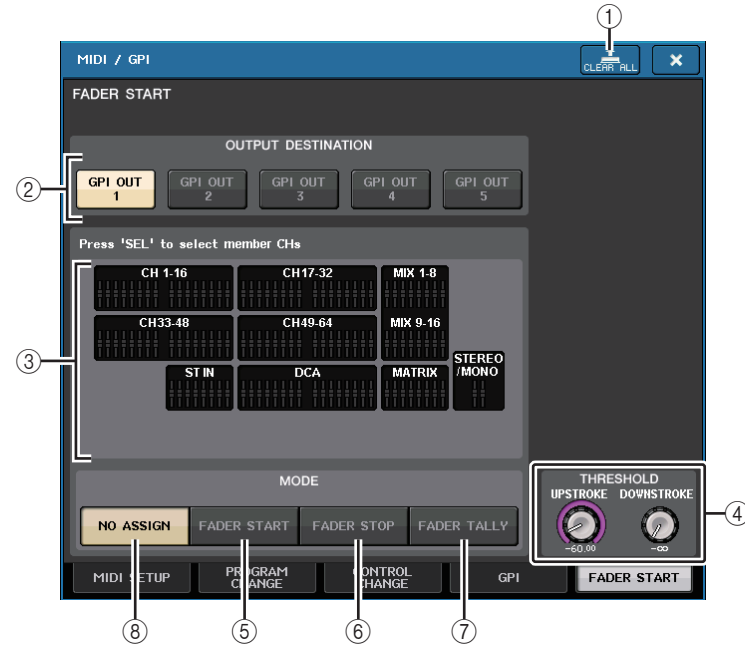 ①
MIDI / GPI
CLEAR ALL
×
FADER START
OUTPUT DESTINATION
②
GPI OUT 1
GPI OUT 2
GPI OUT 3
GPI OUT 4
GPI OUT 5
Press 'SEL' to select member CHs
③
CH 1-16
CH17-32
MIX 1-8
CH33-48
CH49-64
MIX 9-16
ST IN
DCA
MATRIX
STEREO
/MONO
MODE
NO ASSIGN
FADER START
FADER STOP
FADER TALLY
THRESHOLD
UPSTROKE DOWNSTROKE
-60.00
-∞
④
MIDI SETUP
PROGRAM CHANGE
CONTROL CHANGE
GPI
FADER START
⑧
⑤
⑥
⑦